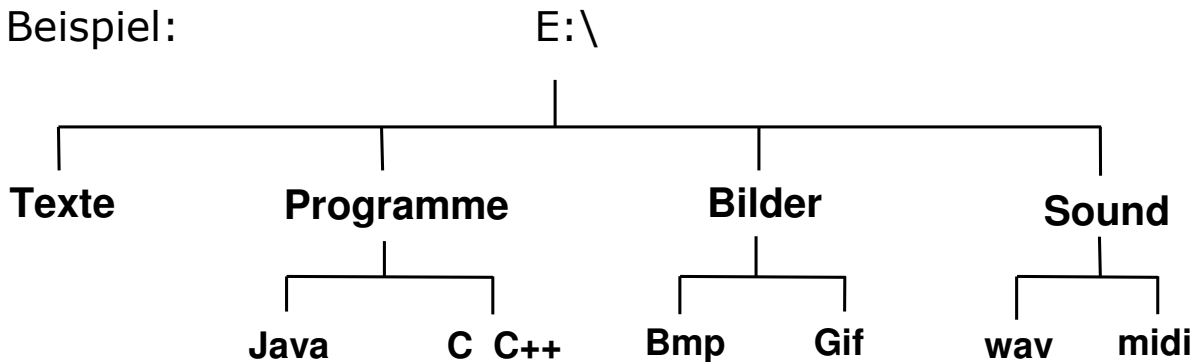 Beispiel: E:\
Texte Programme Bilder Sound
Java C C++ Bmp Gif wav midi